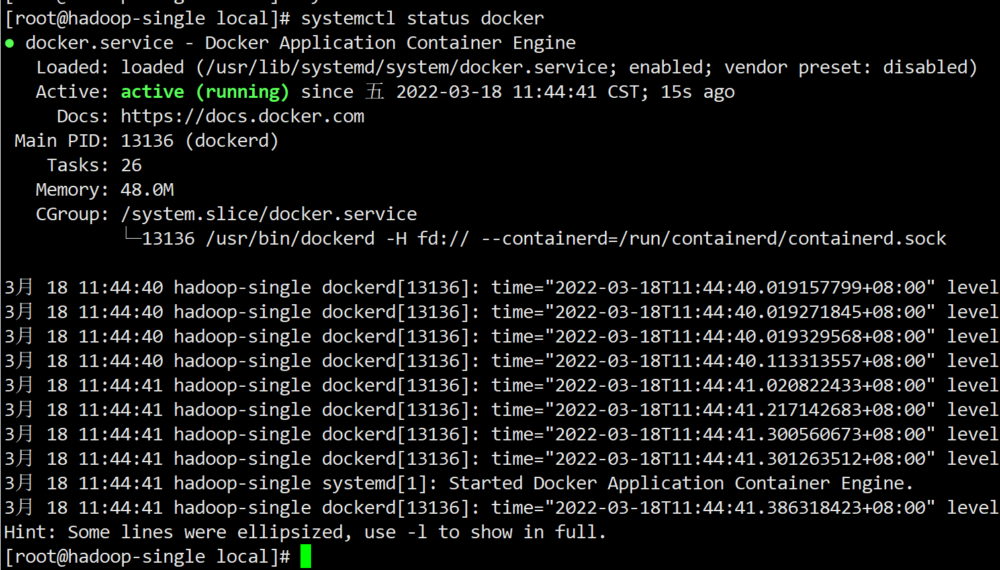 [root@hadoop-single local]# systemctl status docker
● docker.service - Docker Application Container Engine
   Loaded: loaded (/usr/lib/systemd/system/docker.service; enabled; vendor preset: disabled)
   Active: active (running) since 五 2022-03-18 11:44:41 CST; 15s ago
     Docs: https://docs.docker.com
 Main PID: 13136 (dockerd)
    Tasks: 26
   Memory: 48.0M
   CGroup: /system.slice/docker.service
           └─13136 /usr/bin/dockerd -H fd:// --containerd=/run/containerd/containerd.sock

3月 18 11:44:40 hadoop-single dockerd[13136]: time="2022-03-18T11:44:40.019157799+08:00" level
3月 18 11:44:40 hadoop-single dockerd[13136]: time="2022-03-18T11:44:40.019271845+08:00" level
3月 18 11:44:40 hadoop-single dockerd[13136]: time="2022-03-18T11:44:40.019329568+08:00" level
3月 18 11:44:40 hadoop-single dockerd[13136]: time="2022-03-18T11:44:40.113313557+08:00" level
3月 18 11:44:41 hadoop-single dockerd[13136]: time="2022-03-18T11:44:41.020822433+08:00" level
3月 18 11:44:41 hadoop-single dockerd[13136]: time="2022-03-18T11:44:41.217142683+08:00" level
3月 18 11:44:41 hadoop-single dockerd[13136]: time="2022-03-18T11:44:41.300560673+08:00" level
3月 18 11:44:41 hadoop-single dockerd[13136]: time="2022-03-18T11:44:41.301263512+08:00" level
3月 18 11:44:41 hadoop-single systemd[1]: Started Docker Application Container Engine.
3月 18 11:44:41 hadoop-single dockerd[13136]: time="2022-03-18T11:44:41.386318423+08:00" level
Hint: Some lines were ellipsized, use -l to show in full.
[root@hadoop-single local]#